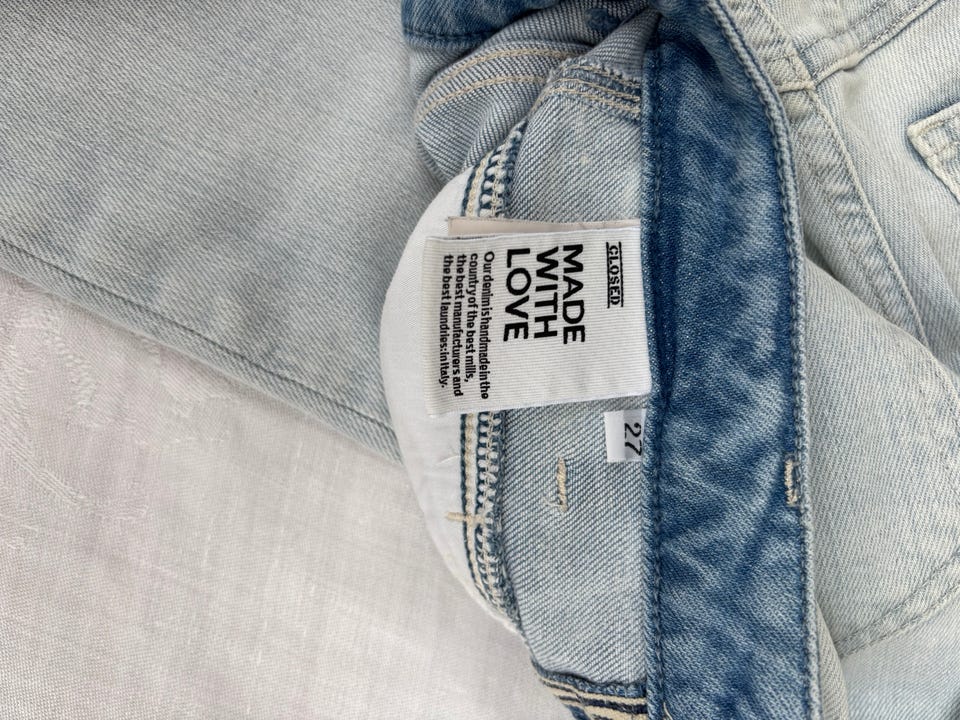 CLOSED
MADE
WITH
LOVE
Our denim is handmade in the
country of the best mills,
the best manufacturers and
the best laundries: in Italy.
27